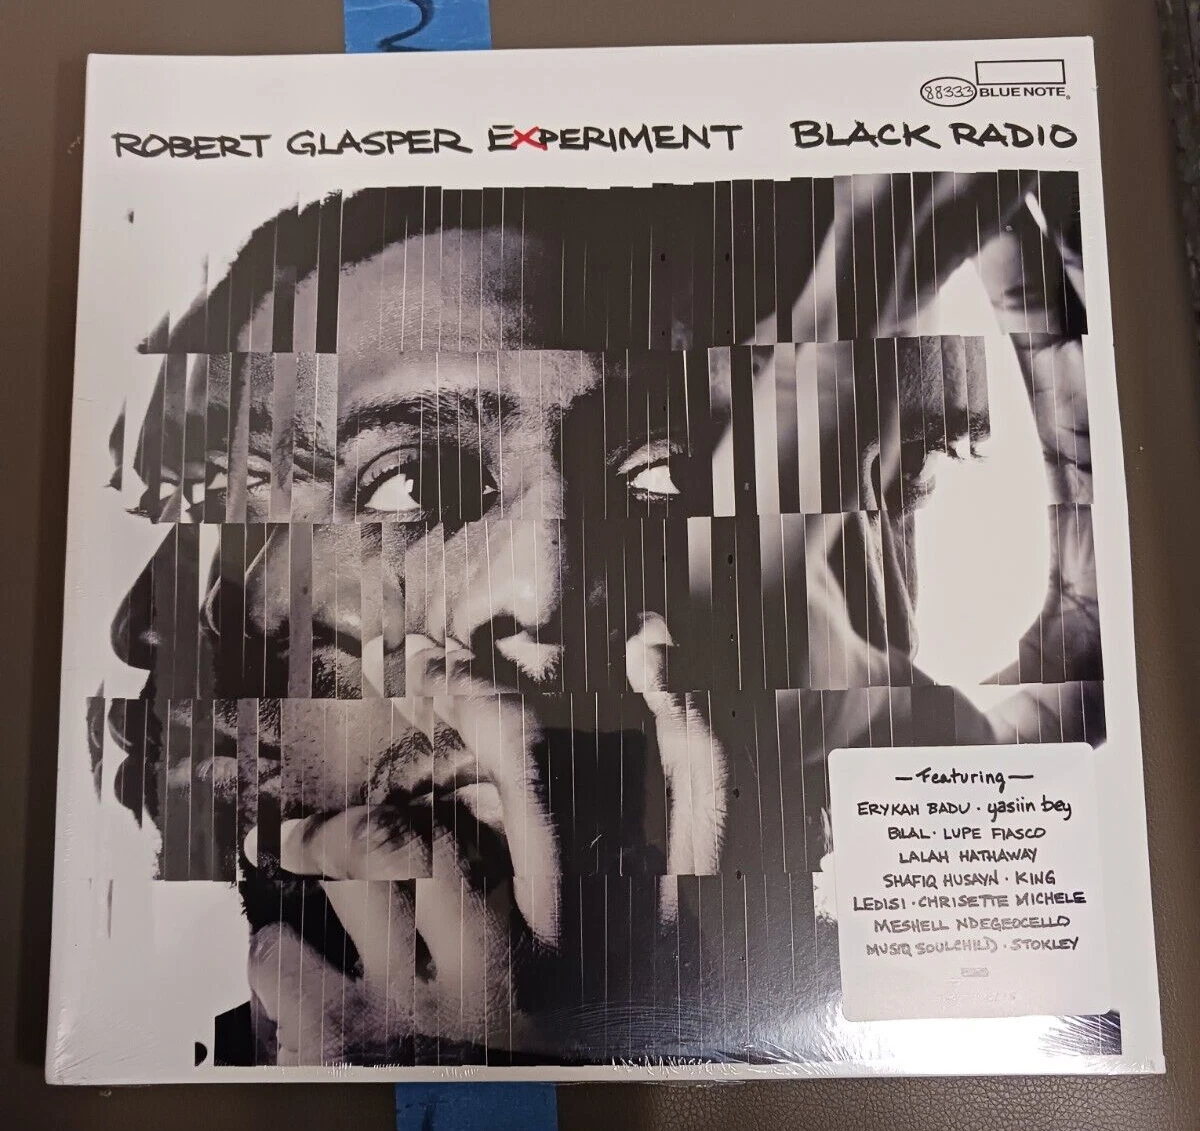 2
88333 BLUE NOTE
ROBERT GLASPER EXPERIMENT BLACK RADIO
— Featuring —
ERYKAH BADU · yasiin bey
BILAL · LUPE FIASCO
LALAH HATHAWAY
SHAFIQ HUSAYN · KING
LEDISI · CHRISETTE MICHELE
MESHELL NDEGEOCELLO
MUSIQ SOULCHILD · STOKLEY